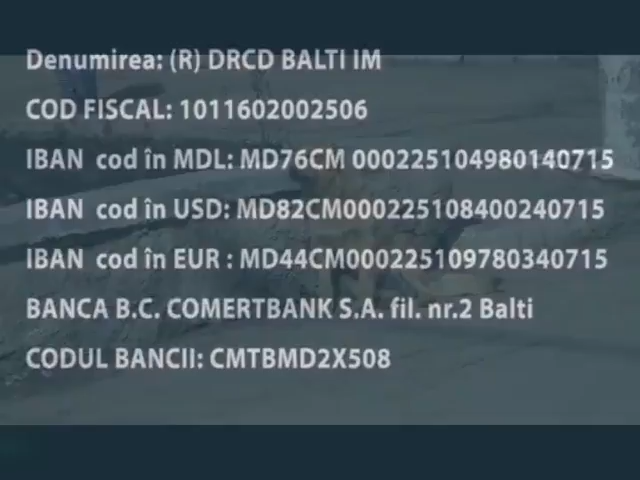 Denumirea: (R) DRCD BALTI IM
COD FISCAL: 1011602002506
IBAN cod în MDL: MD76CM 000225104980140715
IBAN cod în USD: MD82CM000225108400240715
IBAN cod în EUR : MD44CM000225109780340715
BANCA B.C. COMERTBANK S.A. fil. nr.2 Balti
CODUL BANCII: CMTBMD2X508